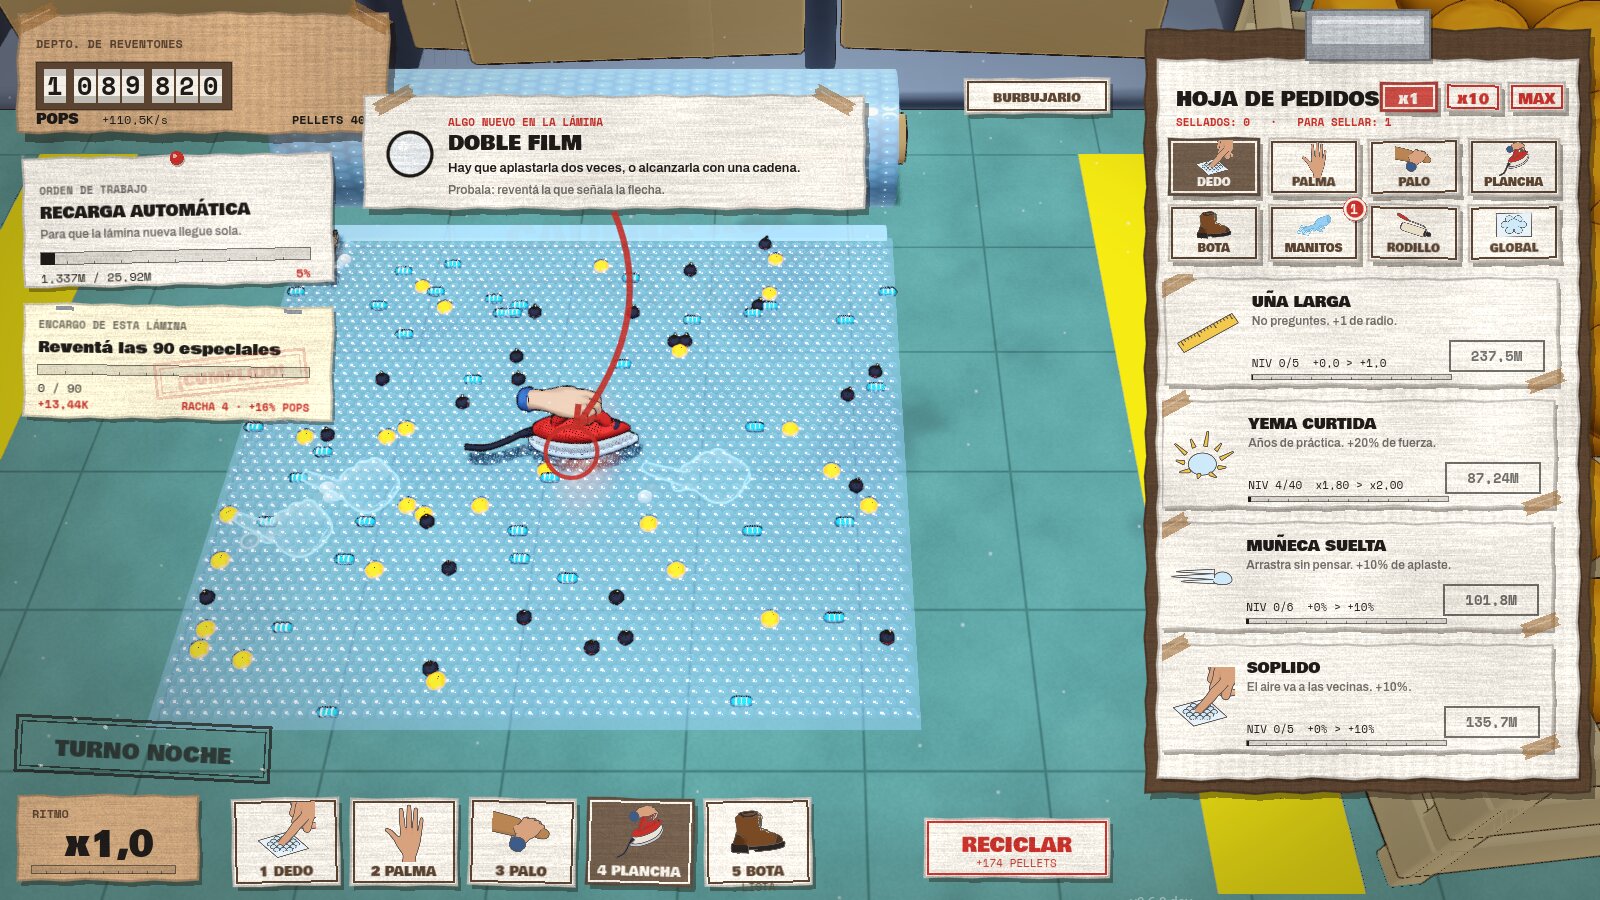 DEPTO. DE REVENTONES
1 089 820
POPS +110,5K/s PELLETS 40
ORDEN DE TRABAJO
RECARGA AUTOMÁTICA
Para que la lámina nueva llegue sola.
1,337M / 25,92M 5%
ENCARGO DE ESTA LÁMINA
Reventá las 90 especiales
0 / 90
+13,44K RACHA 4 · +16% POPS
ALGO NUEVO EN LA LÁMINA
DOBLE FILM
Hay que aplastarla dos veces, o alcanzarla con una cadena.
Probala: reventá la que señala la flecha.
BURBUJARIO
HOJA DE PEDIDOS x1 x10 MAX
SELLADOS: 0 · PARA SELLAR: 1
DEDO PALMA PALO PLANCHA
1
BOTA MANITOS RODILLO GLOBAL
UÑA LARGA
No preguntes. +1 de radio.
NIV 0/5 +0,0 > +1,0 237,5M
YEMA CURTIDA
Años de práctica. +20% de fuerza.
NIV 4/40 x1,80 > x2,00 87,24M
MUÑECA SUELTA
Arrastra sin pensar. +10% de aplaste.
NIV 0/6 +0% > +10% 101,8M
SOPLIDO
El aire va a las vecinas. +10%.
NIV 0/5 +0% > +10% 135,7M
TURNO NOCHE
RITMO
x1,0
1 DEDO 2 PALMA 3 PALO 4 PLANCHA 5 BOTA
LISTA
RECICLAR
+174 PELLETS